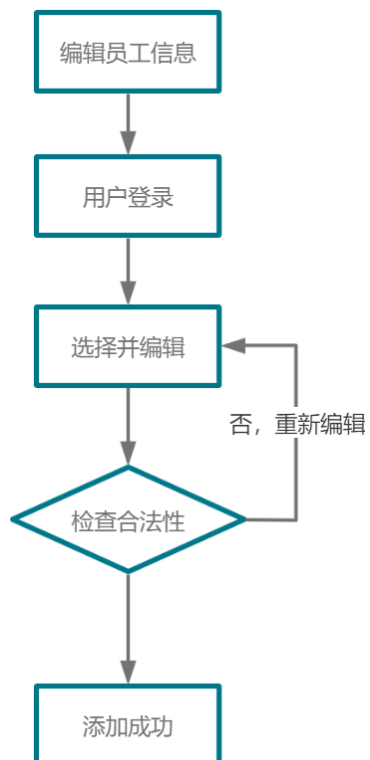 编辑员工信息
用户登录
选择并编辑
否，重新编辑
检查合法性
添加成功